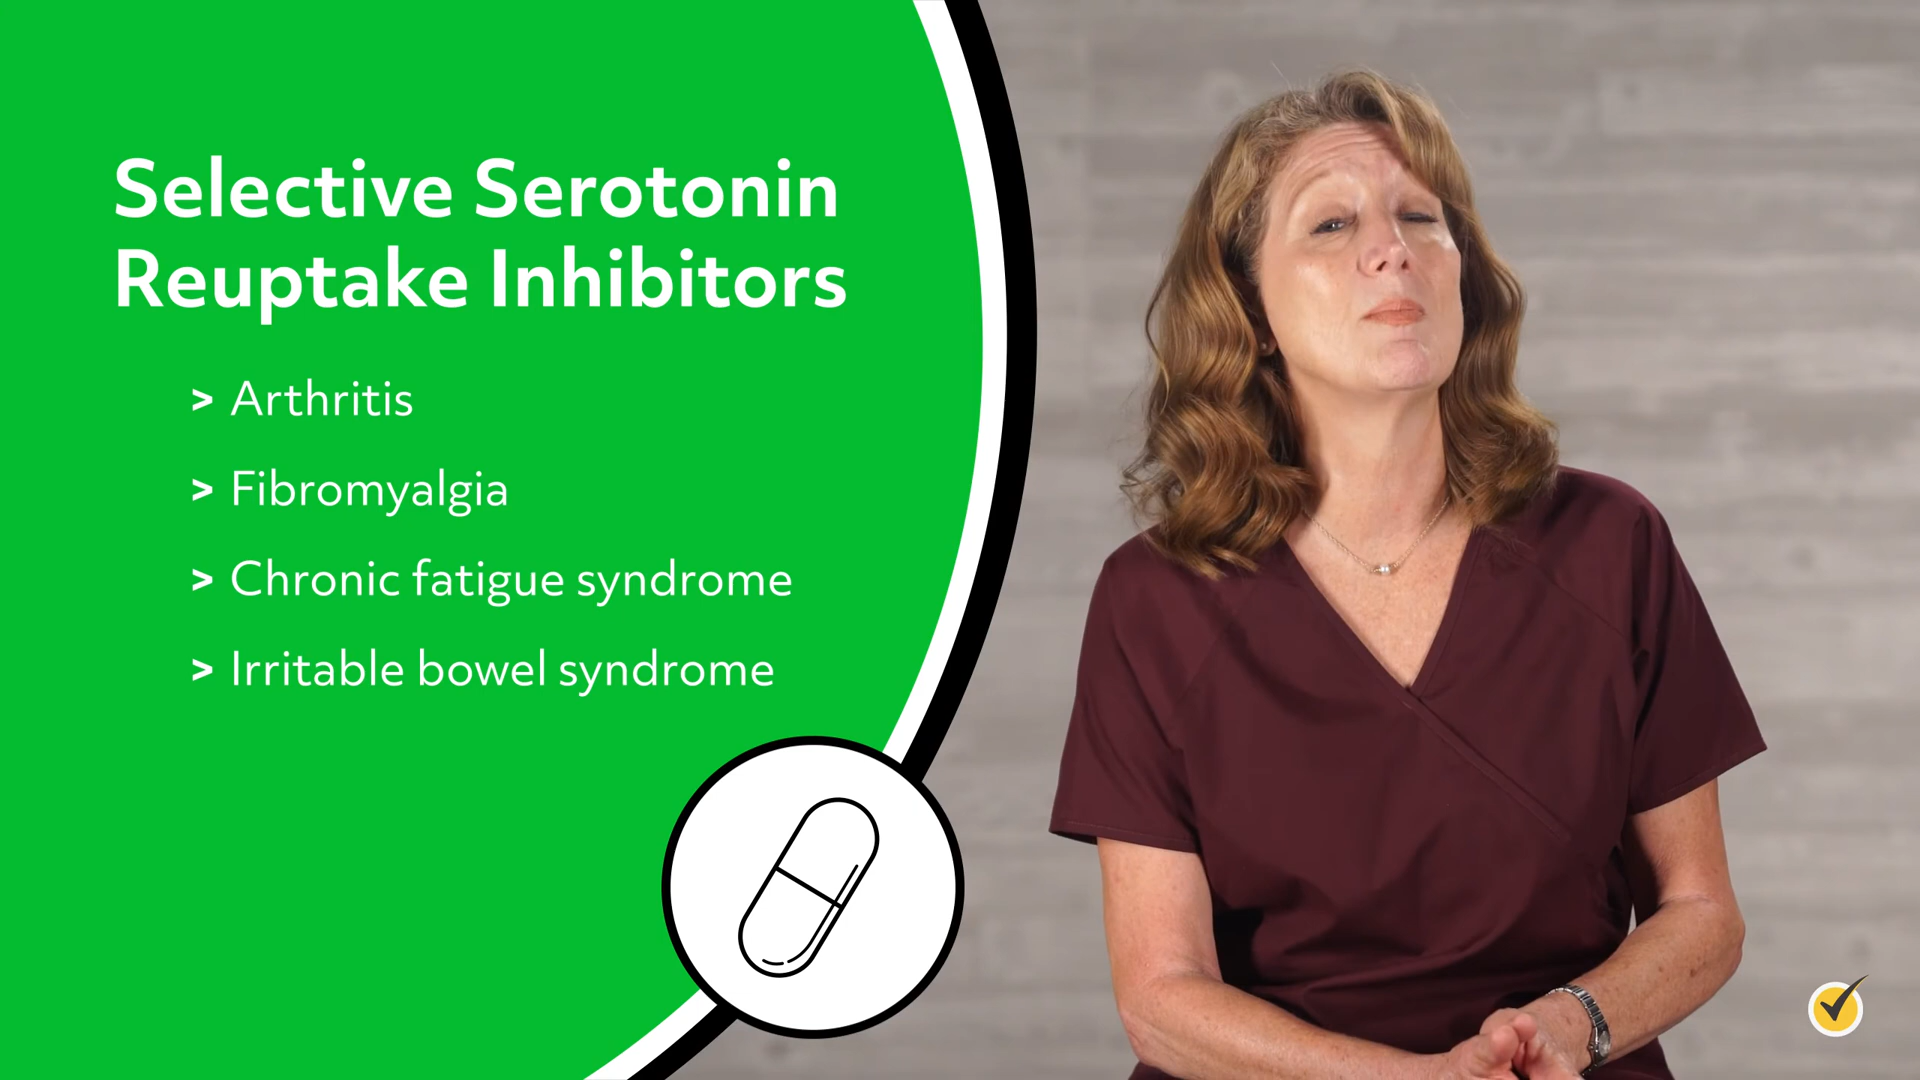 Selective Serotonin
Reuptake Inhibitors
> Arthritis
> Fibromyalgia
> Chronic fatigue syndrome
> Irritable bowel syndrome